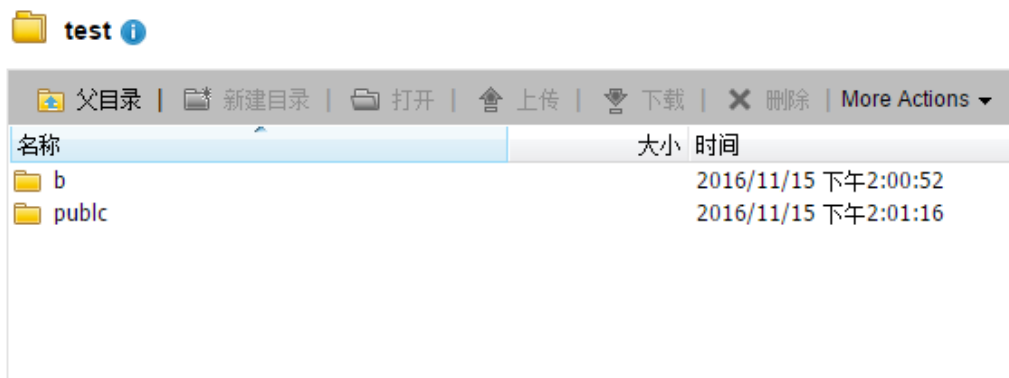 test
父目录 | 新建目录 | 打开 | 上传 | 下载 | 删除 | More Actions
名称 大小 时间
b 2016/11/15 下午2:00:52
publc 2016/11/15 下午2:01:16